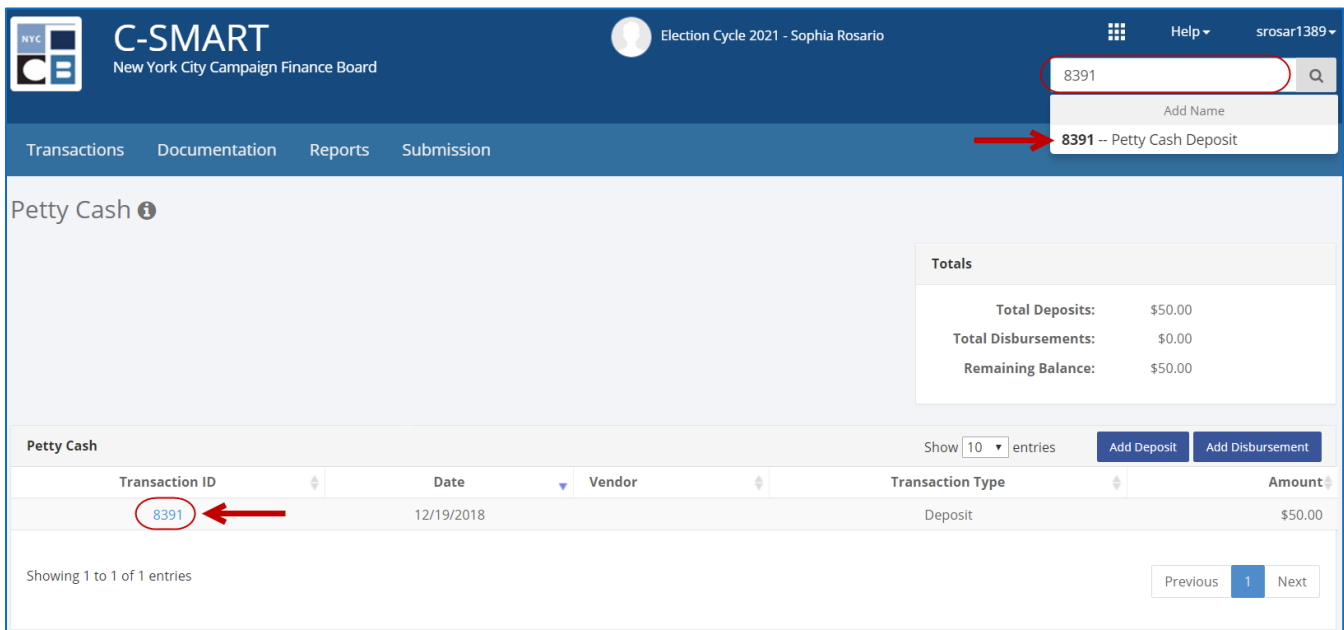 NYC
CFB
C-SMART
New York City Campaign Finance Board
Election Cycle 2021 - Sophia Rosario
Help
srosar1389
8391
Add Name
8391 -- Petty Cash Deposit
Transactions Documentation Reports Submission
Petty Cash
Totals
Total Deposits: $50.00
Total Disbursements: $0.00
Remaining Balance: $50.00
Petty Cash Show 10 entries Add Deposit Add Disbursement
Transaction ID Date Vendor Transaction Type Amount
8391 12/19/2018 Deposit $50.00
Showing 1 to 1 of 1 entries
Previous 1 Next